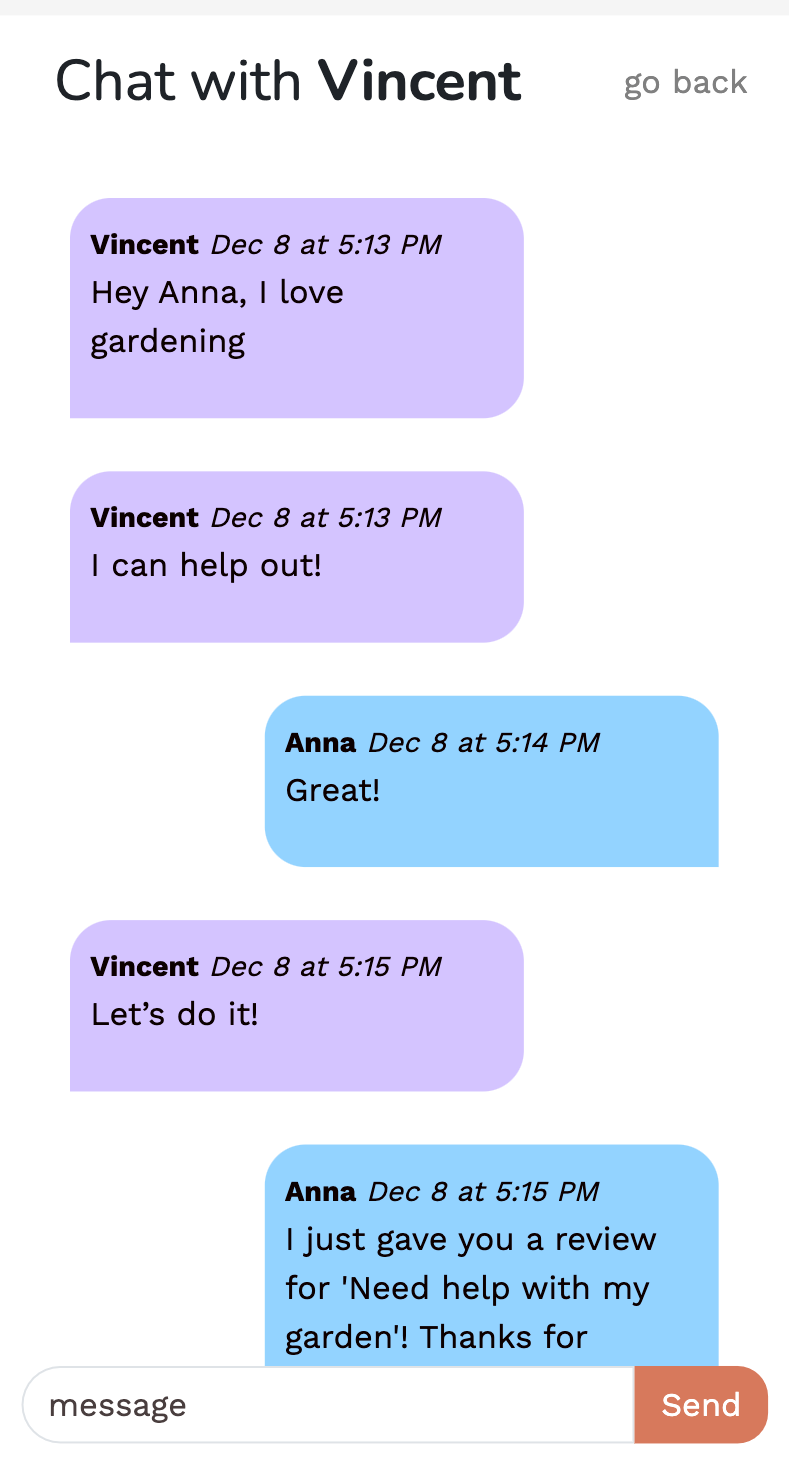 Chat with Vincent
go back
Vincent Dec 8 at 5:13 PM
Hey Anna, I love
gardening
Vincent Dec 8 at 5:13 PM
I can help out!
Anna Dec 8 at 5:14 PM
Great!
Vincent Dec 8 at 5:15 PM
Let’s do it!
Anna Dec 8 at 5:15 PM
I just gave you a review
for 'Need help with my
garden'! Thanks for
message
Send